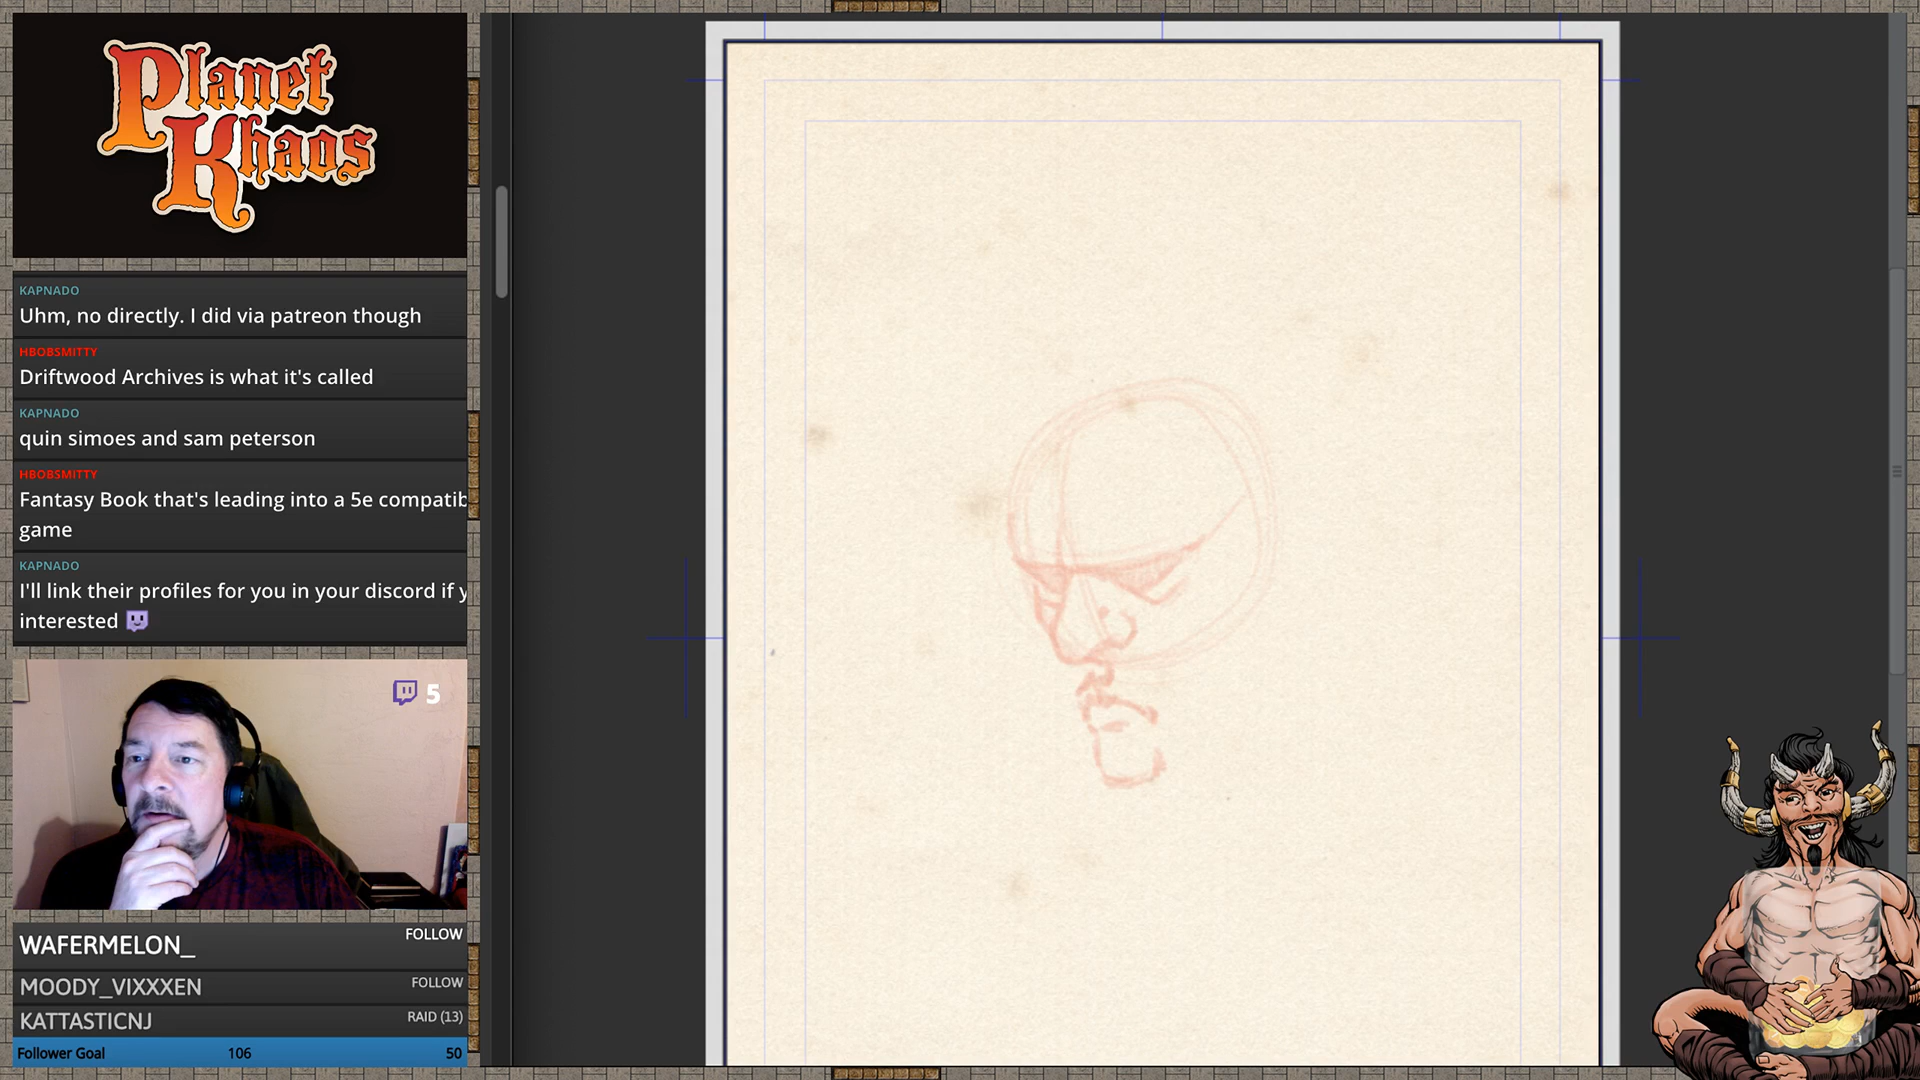 Planet
Khaos
KAPNADO
Uhm, no directly. I did via patreon though
HBOBSMITTY
Driftwood Archives is what it's called
KAPNADO
quin simoes and sam peterson
HBOBSMITTY
Fantasy Book that's leading into a 5e compatib
game
KAPNADO
I'll link their profiles for you in your discord if y
interested
5
WAFERMELON_ FOLLOW
MOODY_VIXXXEN FOLLOW
KATTASTICNJ RAID (13)
Follower Goal 106 50